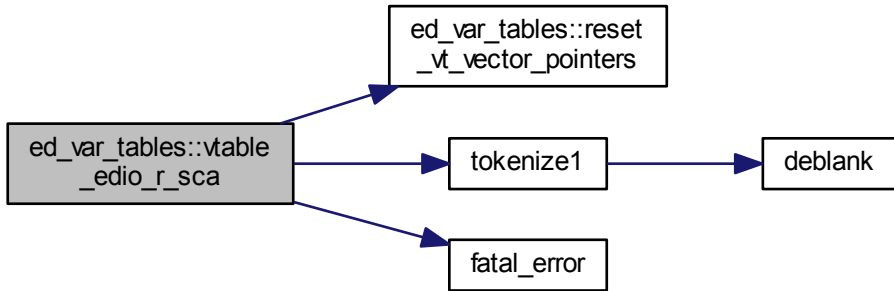 ed_var_tables::reset
_vt_vector_pointers
ed_var_tables::vtable
_edio_r_sca
tokenize1
deblank
fatal_error